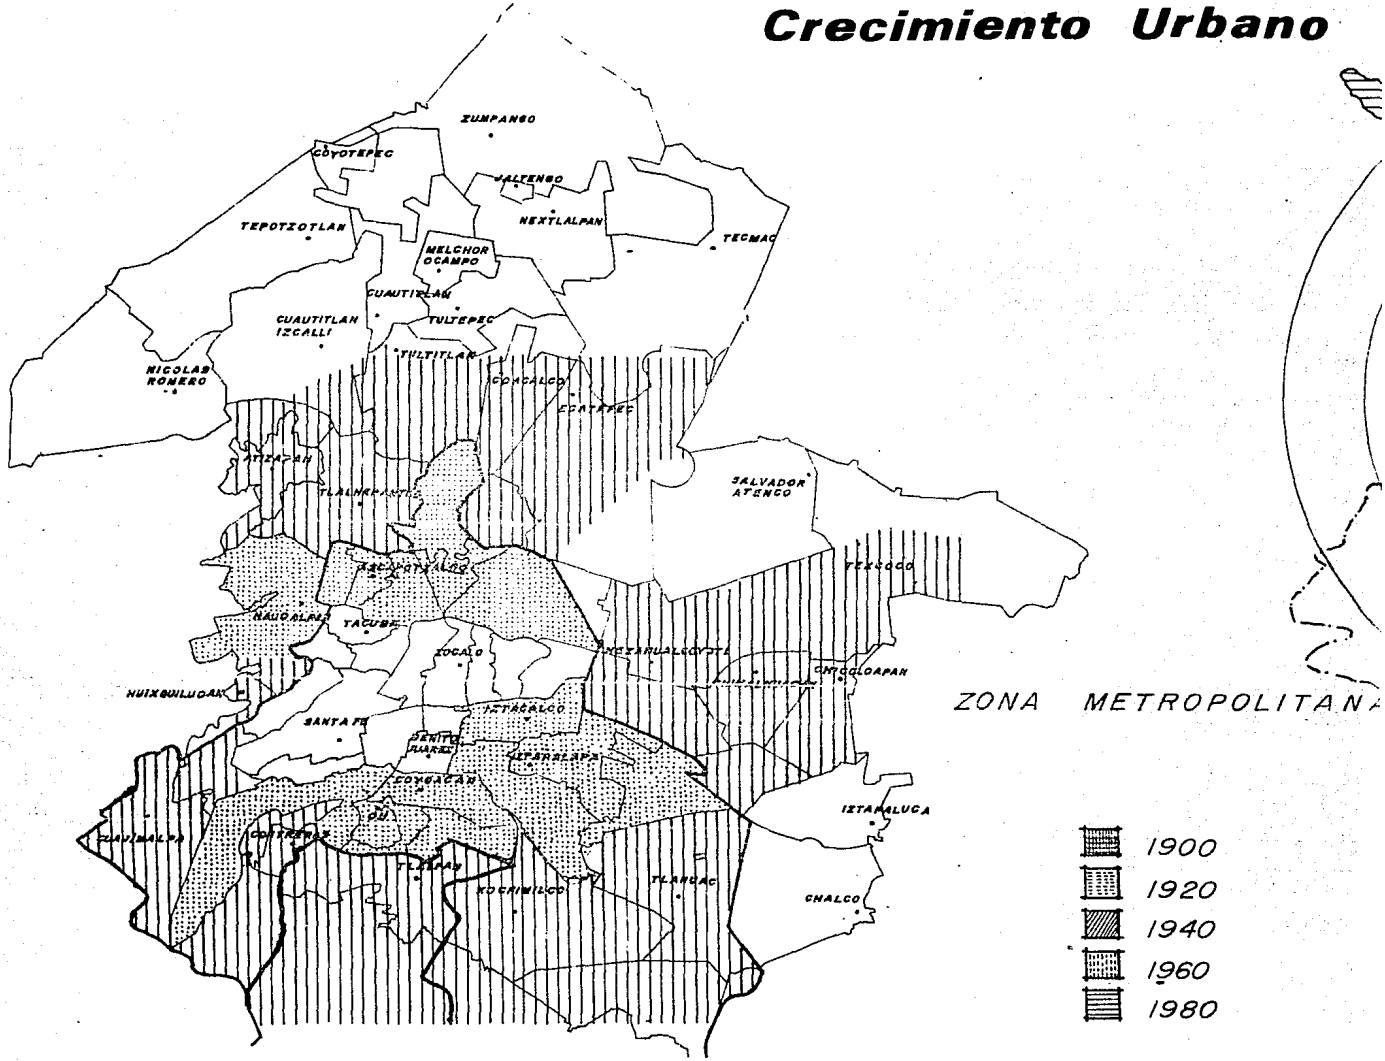 Crecimiento Urbano
ZUMPANGO
COYOTEPEC
JALTENGO
NEXTLALPAN
TEPOTZOTLAN
TECMAC
MELCHOR
OCAMPO
CUAUTITLAN
CUAUTITLAN
IZCALLI
TULTEPEC
TULTITLAN
NICOLAS
ROMERO
COACALCO
ECATEPEC
ATIZAPAN
TLALNEPANTLA
SALVADOR
ATENCO
TEXCOCO
AZCAPOTZALCO
NAUCALPAN
TACUBA
ZOCALO
NEZAHUALCOYOTL
CHICOLOAPAN
HUIXQUILUCAN
ZONA METROPOLITANA
IZTACALCO
SANTA FE
BENITO
JUAREZ
IZTAPALAPA
COYOACAN
IZTAPALUCA
CU
CUAJIMALPA
CONTRERAS
TLALPAN
XOCHIMILCO
TLAHUAC
CHALCO
1900
1920
1940
1960
1980